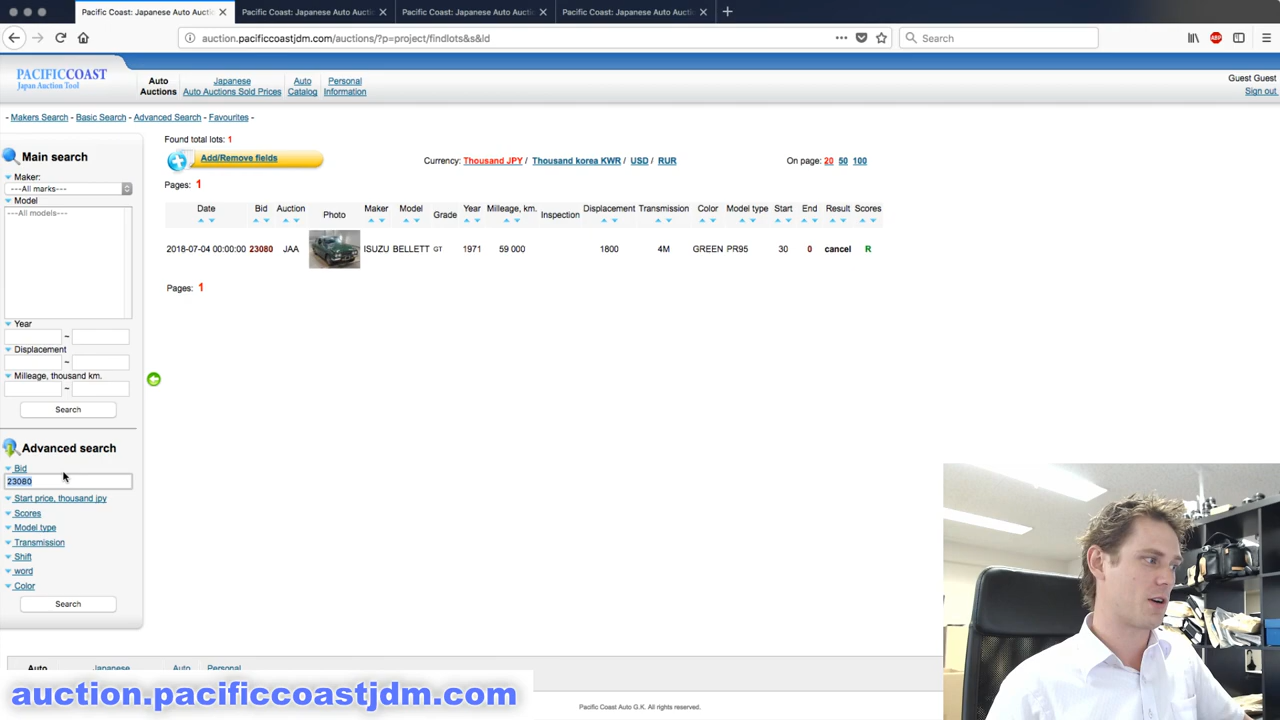 Pacific Coast: Japanese Auto Aucti
Pacific Coast: Japanese Auto Aucti
Pacific Coast: Japanese Auto Aucti
Pacific Coast: Japanese Auto Aucti
auction.pacificcoastjdm.com/auctions/?p=project/findlots&s&id
Search
ABP
PACIFICCOAST
Japan Auction Tool
Auto Auctions
Japanese Auto Auctions Sold Prices
Auto Catalog
Personal Information
Guest Guest
Sign out
- Makers Search - Basic Search - Advanced Search - Favourites -
Main search
Maker:
---All marks---
Model
---All models---
Year
~
Displacement
~
Milleage, thousand km.
~
Search
Advanced search
Bid
23080
Start price, thousand jpy
Scores
Model type
Transmission
Shift
word
Color
Search
Found total lots: 1
Add/Remove fields
Currency: Thousand JPY / Thousand korea KWR / USD / RUR
On page: 20 50 100
Pages: 1
Date Bid Auction Photo Maker Model Grade Year Mileage, km. Inspection Displacement Transmission Color Model type Start End Result Scores
2018-07-04 00:00:00 23080 JAA ISUZU BELLETT GT 1971 59 000 1800 4M GREEN PR95 30 0 cancel R
Pages: 1
Auto Japanese Auto Personal
auction.pacificcoastjdm.com
Pacific Coast Auto G.K. All rights reserved.